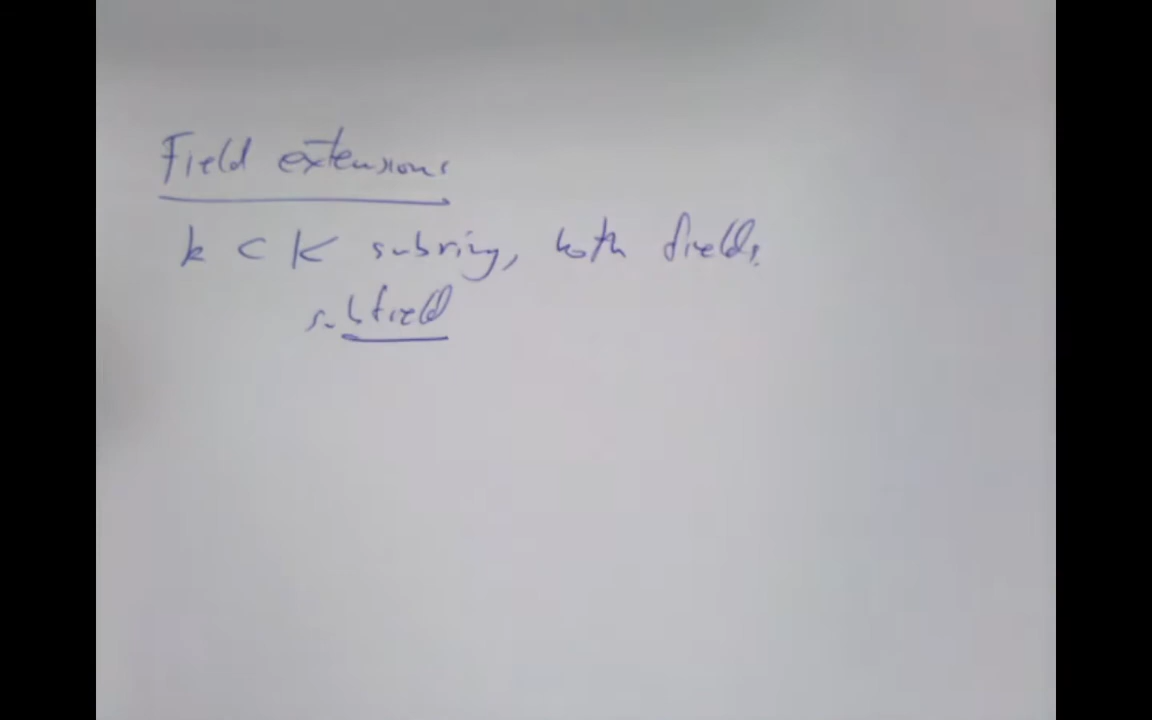 Field extensions
k ⊂ K subring, both fields.
subfield